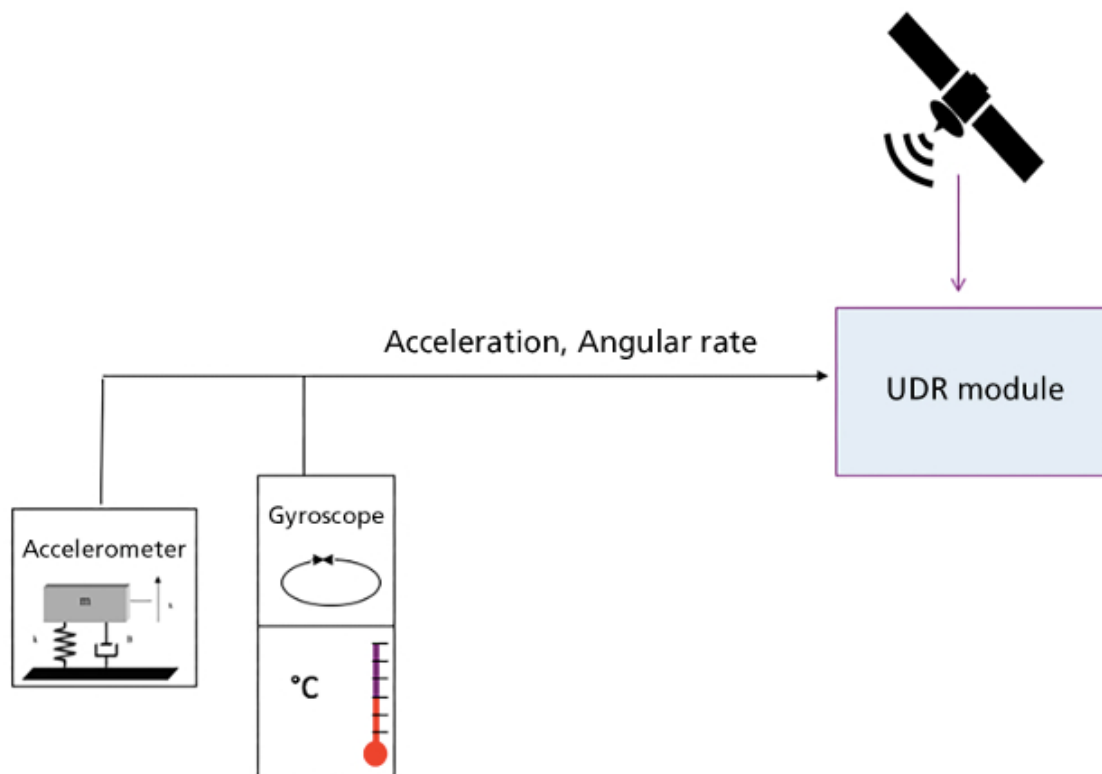 Acceleration, Angular rate
UDR module
Gyroscope
Accelerometer
m
°C